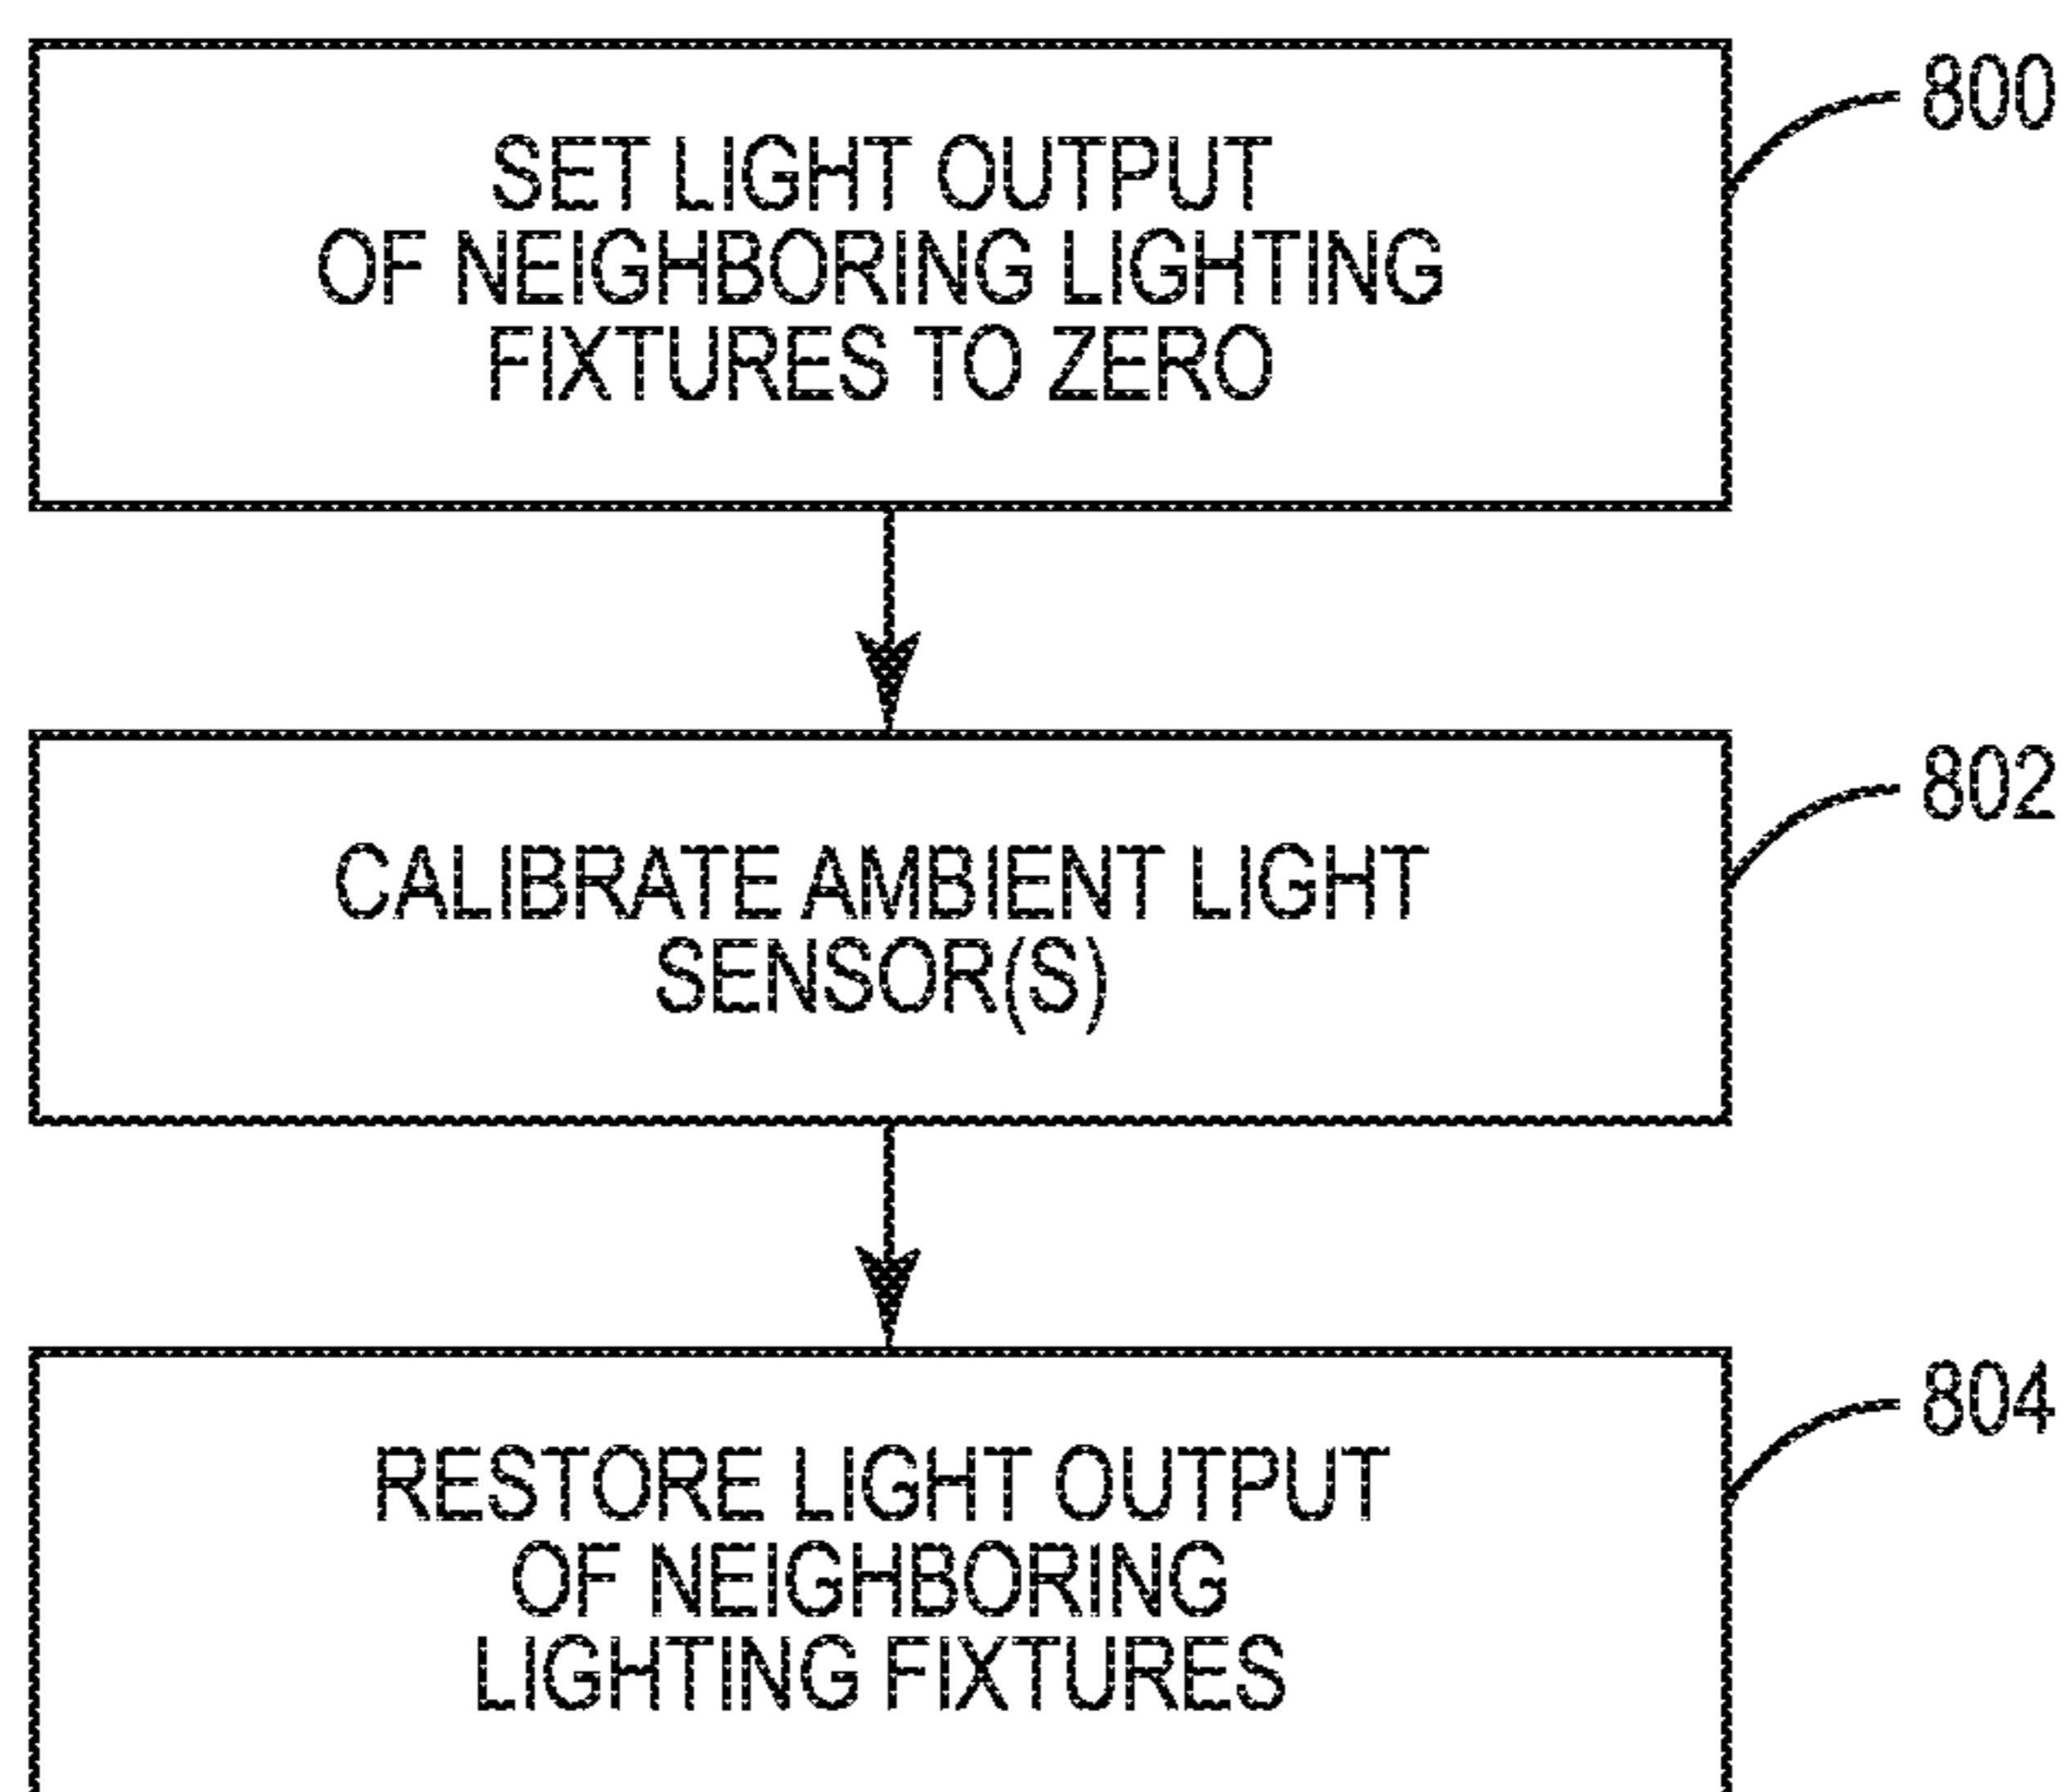 SET LIGHT OUTPUT
OF NEIGHBORING LIGHTING
FIXTURES TO ZERO
800
CALIBRATE AMBIENT LIGHT
SENSOR(S)
802
RESTORE LIGHT OUTPUT
OF NEIGHBORING
LIGHTING FIXTURES
804